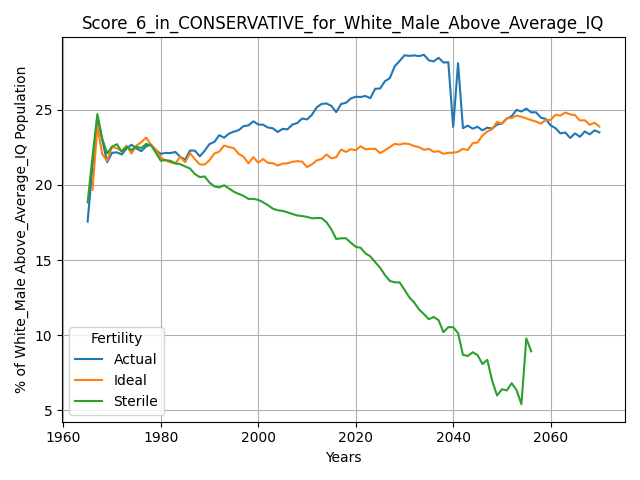 Score_6_in_CONSERVATIVE_for_White_Male_Above_Average_IQ
% of White_Male Above_Average_IQ Population
25
20
15
10
5
Fertility
Actual
Ideal
Sterile
1960 1980 2000 2020 2040 2060
Years